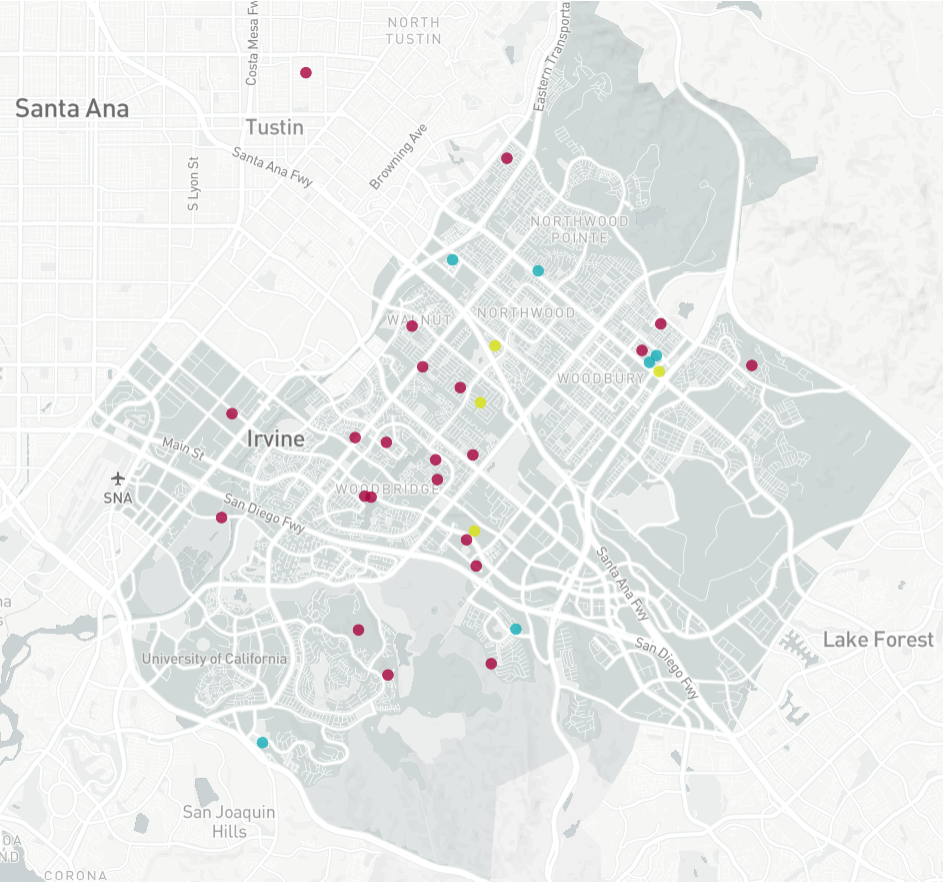 NORTH
TUSTIN
Costa Mesa Fw
Eastern Transporta
Santa Ana
Tustin
Browning Ave
Santa Ana Fwy
S Lyon St
NORTHWOOD
POINTE
WALNUT
NORTHWOOD
WOODBURY
Irvine
Main St
SNA
WOODBRIDGE
San Diego Fwy
Santa Ana Fwy
na
s
University of California
San Diego Fwy
Lake Forest
San Joaquin
Hills
OA
ND
CORONA